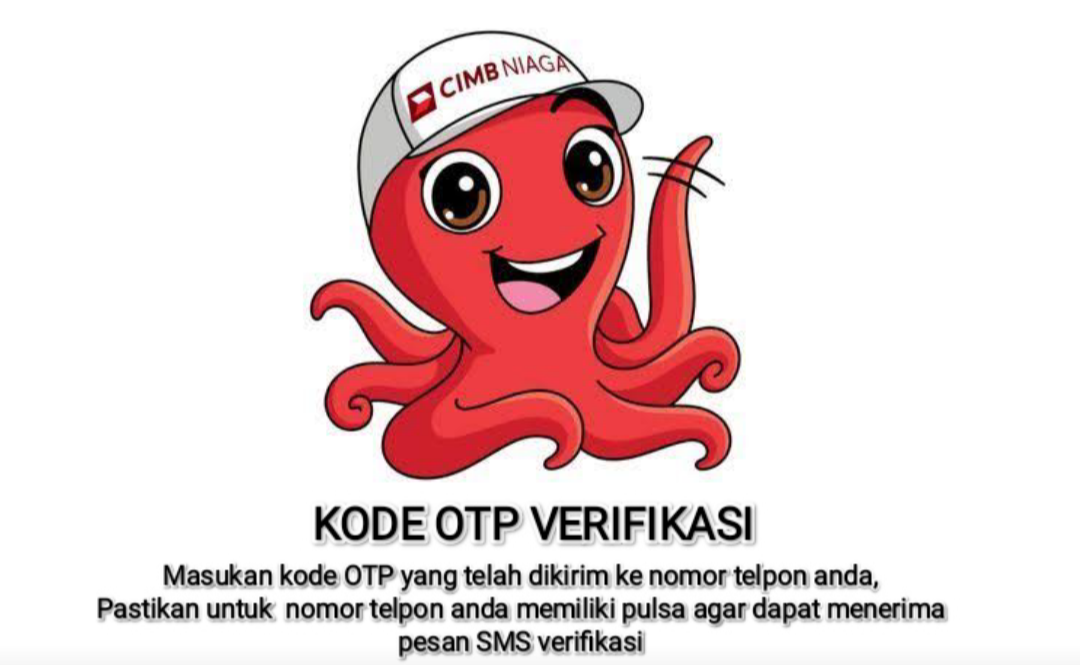 CIMB NIAGA
KODE OTP VERIFIKASI
Masukan kode OTP yang telah dikirim ke nomor telpon anda,
Pastikan untuk nomor telpon anda memiliki pulsa agar dapat menerima
pesan SMS verifikasi